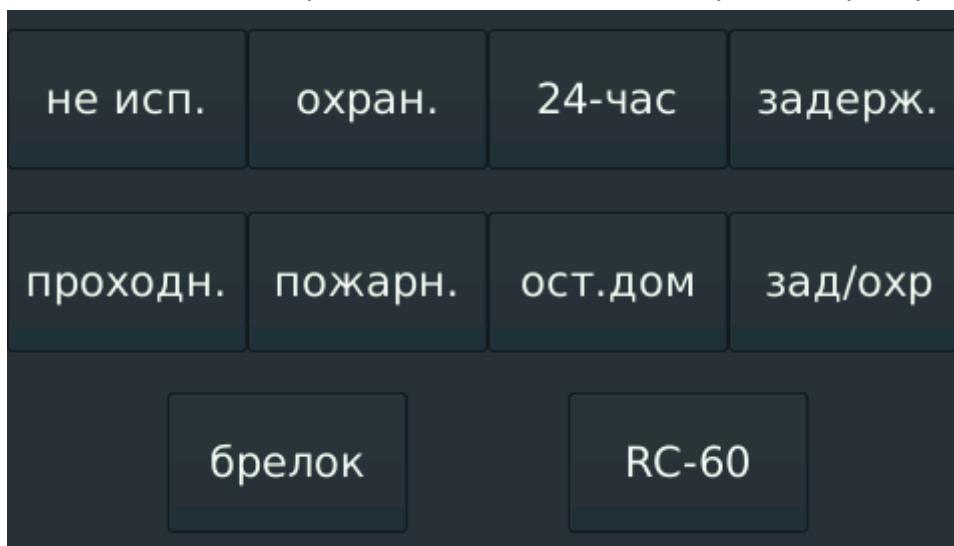 не исп. охран. 24-час задерж.
проходн. пожарн. ост.дом зад/охр
брелок RC-60